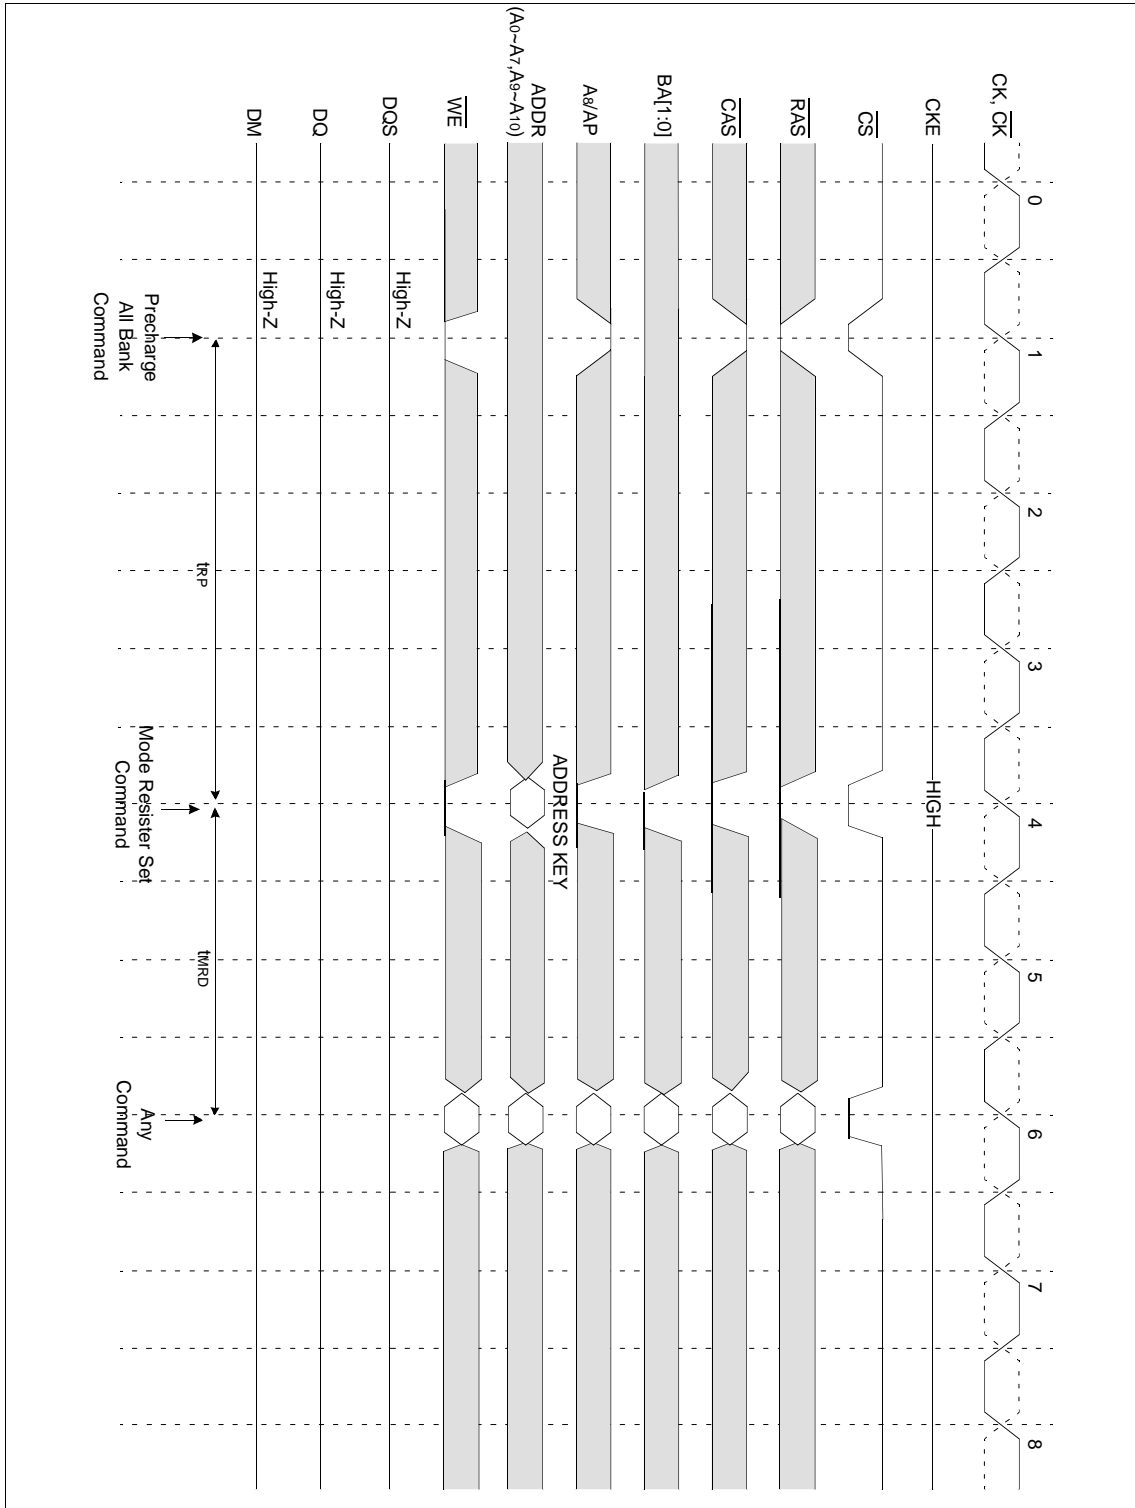 0 1 2 3 4 5 6 7 8
CK, CK
CKE
HIGH
CS
RAS
CAS
BA[1:0]
A8/AP
ADDRESS KEY
ADDR
(A0~A7,A9~A10)
WE
DQS
High-Z
DQ
High-Z
DM
High-Z
tRP
tMRD
Precharge
All Bank
Command
Mode Resister Set
Command
Any
Command